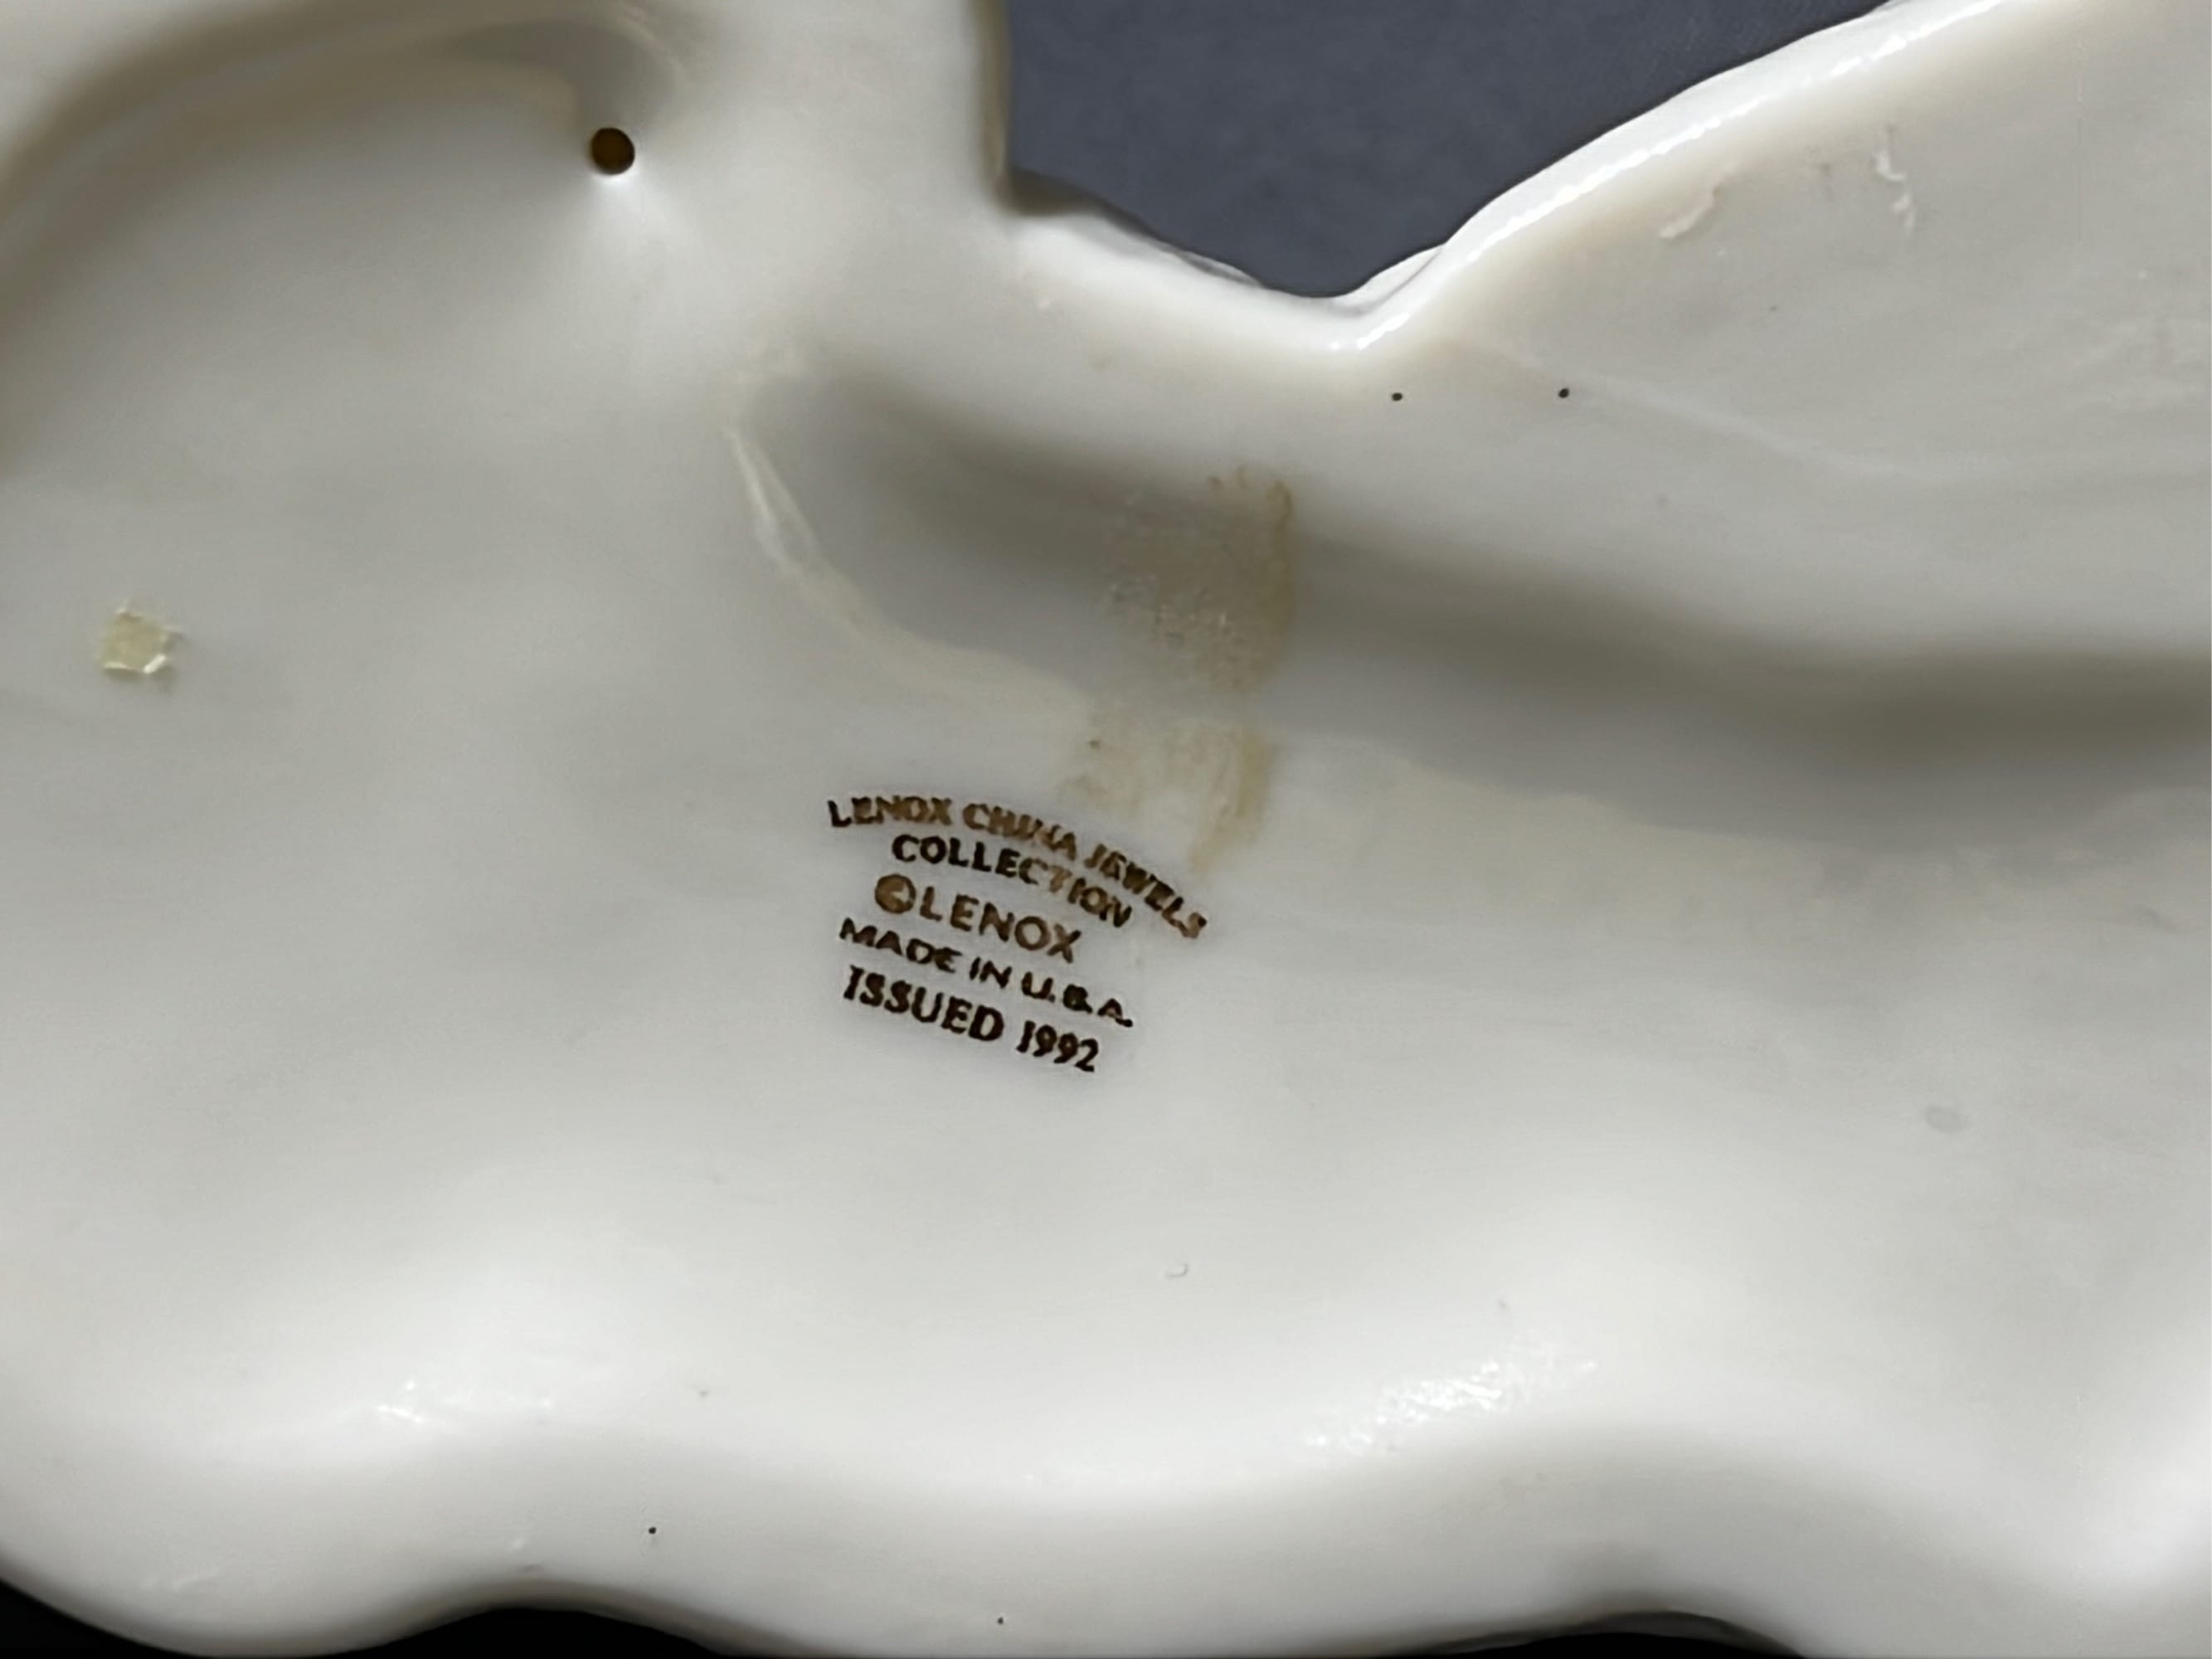 LENOX CHINA JEWELS
COLLECTION
©LENOX
MADE IN U.S.A.
ISSUED 1992